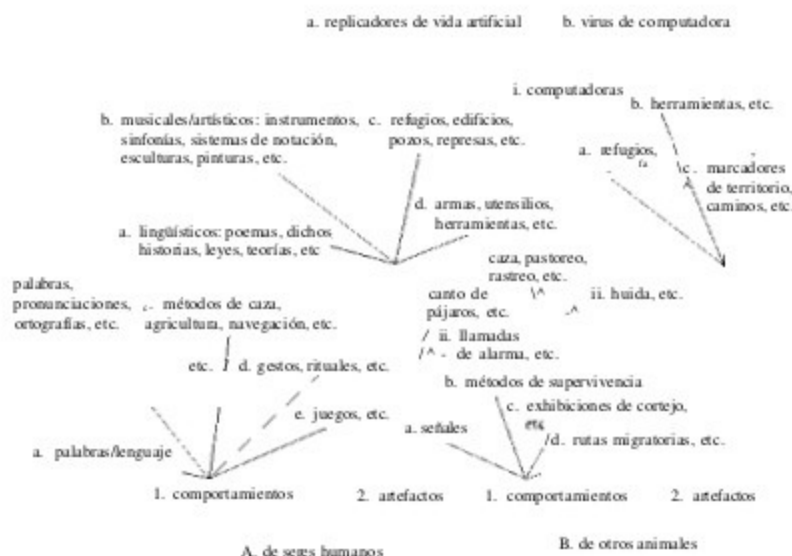 a. replicadores de vida artificial b. virus de computadora
i. computadoras
b. herramientas, etc.
b. musicales/artísticos: instrumentos, c. refugios, edificios,
sinfonías, sistemas de notación, pozos, represas, etc.
esculturas, pinturas, etc.
a. refugios,
c. marcadores
de territorio,
caminos, etc.
d. armas, utensilios,
herramientas, etc.
a. lingüísticos: poemas, dichos
historias, leyes, teorías, etc
caza, pastoreo,
rastreo, etc.
palabras,
pronunciaciones,
ortografías, etc.
c.- métodos de caza,
agricultura, navegación, etc.
canto de
pájaros, etc.
ii. huida, etc.
ii. llamadas
de alarma, etc.
etc. d. gestos, rituales, etc.
b. métodos de supervivencia
e. juegos, etc.
c. exhibiciones de cortejo,
etc.
a. señales
d. rutas migratorias, etc.
a. palabras/lenguaje
1. comportamientos 2. artefactos 1. comportamientos 2. artefactos
A. de seres humanos B. de otros animales